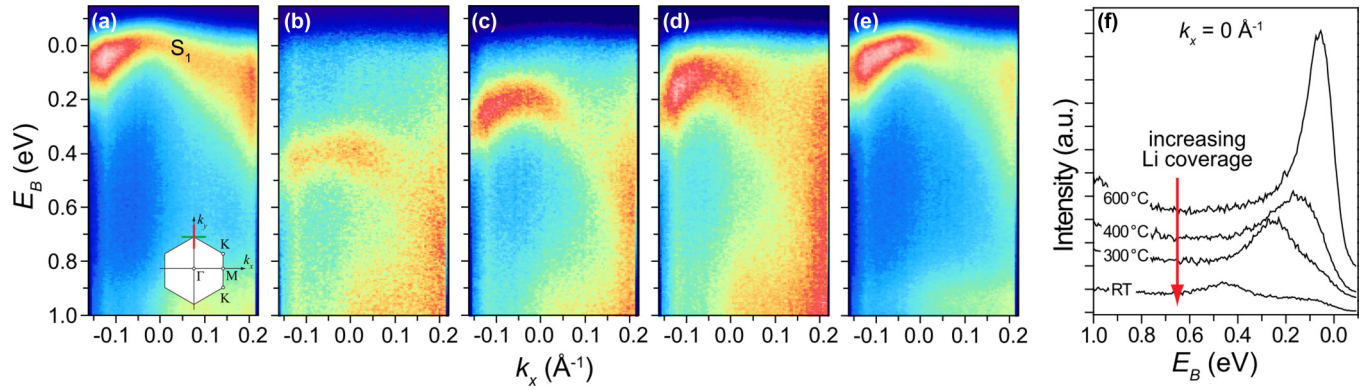 (a)
S1
(b)
(c)
(d)
(e)
(f)
kx = 0 Å-1
0.0
0.2
0.4
0.6
0.8
1.0
EB (eV)
ky
K
Γ
M
kx
K
-0.1 0.0 0.1 0.2
-0.1 0.0 0.1 0.2
-0.1 0.0 0.1 0.2
-0.1 0.0 0.1 0.2
-0.1 0.0 0.1 0.2
kx (Å-1)
Intensity (a.u.)
increasing
Li coverage
600°C
400°C
300°C
RT
1.0 0.8 0.6 0.4 0.2 0.0
EB (eV)